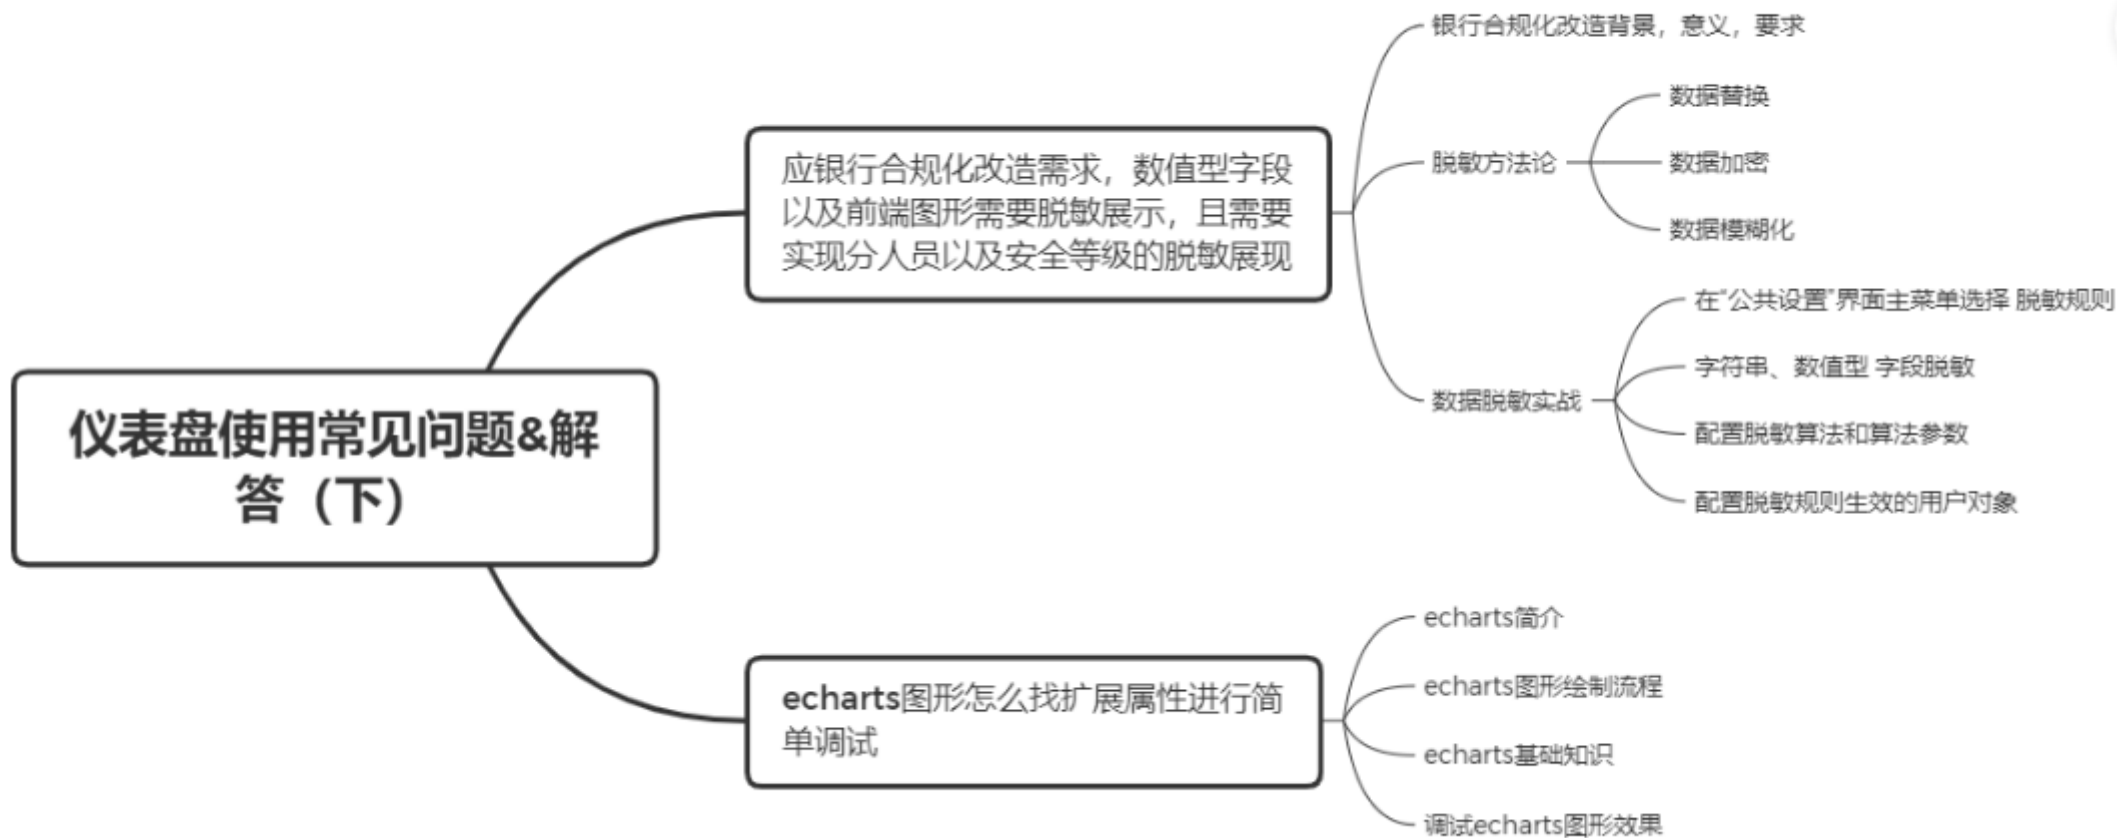 仪表盘使用常见问题&解
答（下）
应银行合规化改造需求，数值型字段
以及前端图形需要脱敏展示，且需要
实现分人员以及安全等级的脱敏展现
银行合规化改造背景，意义，要求
脱敏方法论
数据替换
数据加密
数据模糊化
数据脱敏实战
在“公共设置”界面主菜单选择 脱敏规则
字符串、数值型 字段脱敏
配置脱敏算法和算法参数
配置脱敏规则生效的用户对象
echarts图形怎么找扩展属性进行简
单调试
echarts简介
echarts图形绘制流程
echarts基础知识
调试echarts图形效果